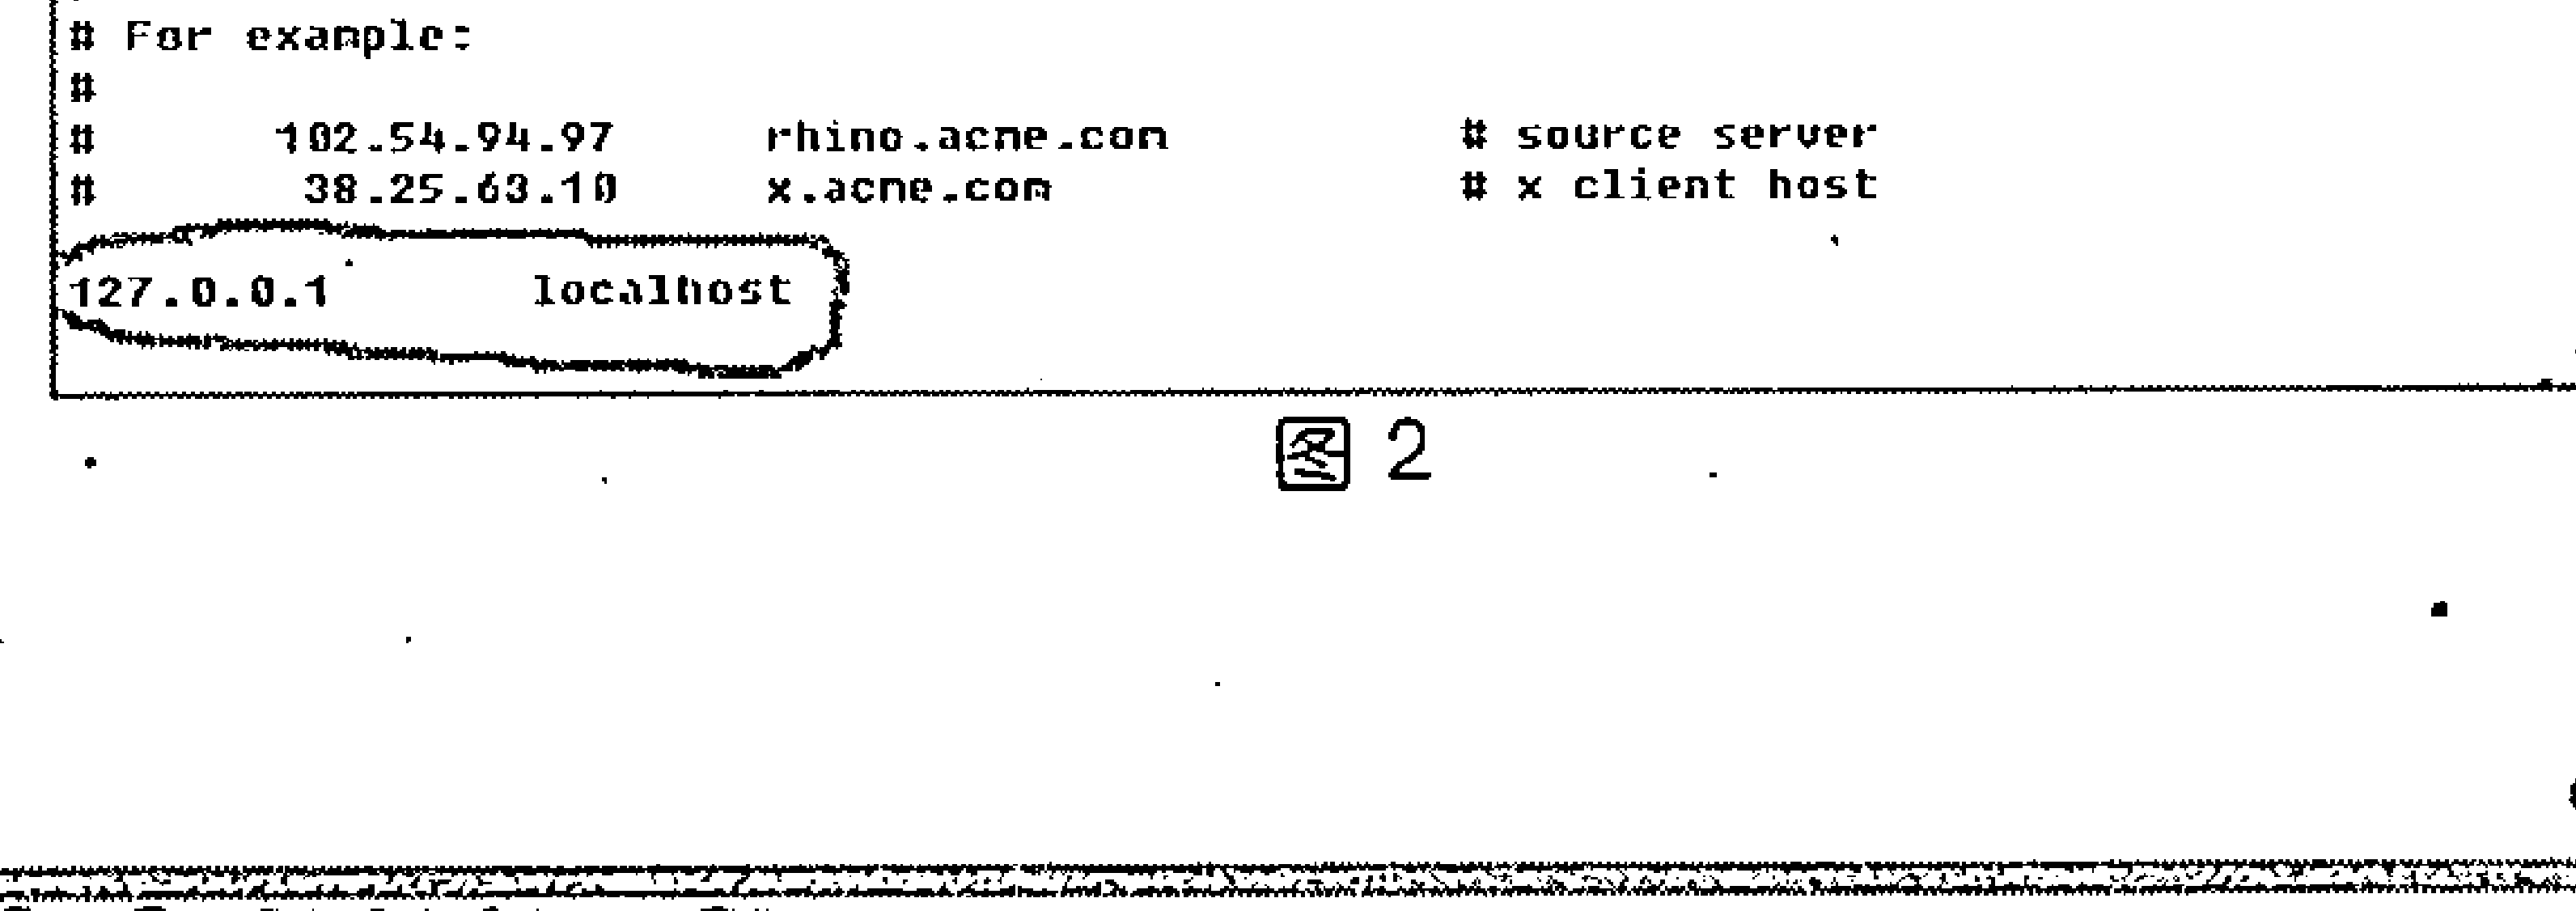 # For example:
#
# 102.54.94.97 rhino.acme.com # source server
# 38.25.63.10 x.acme.com # x client host
127.0.0.1 localhost
图 2